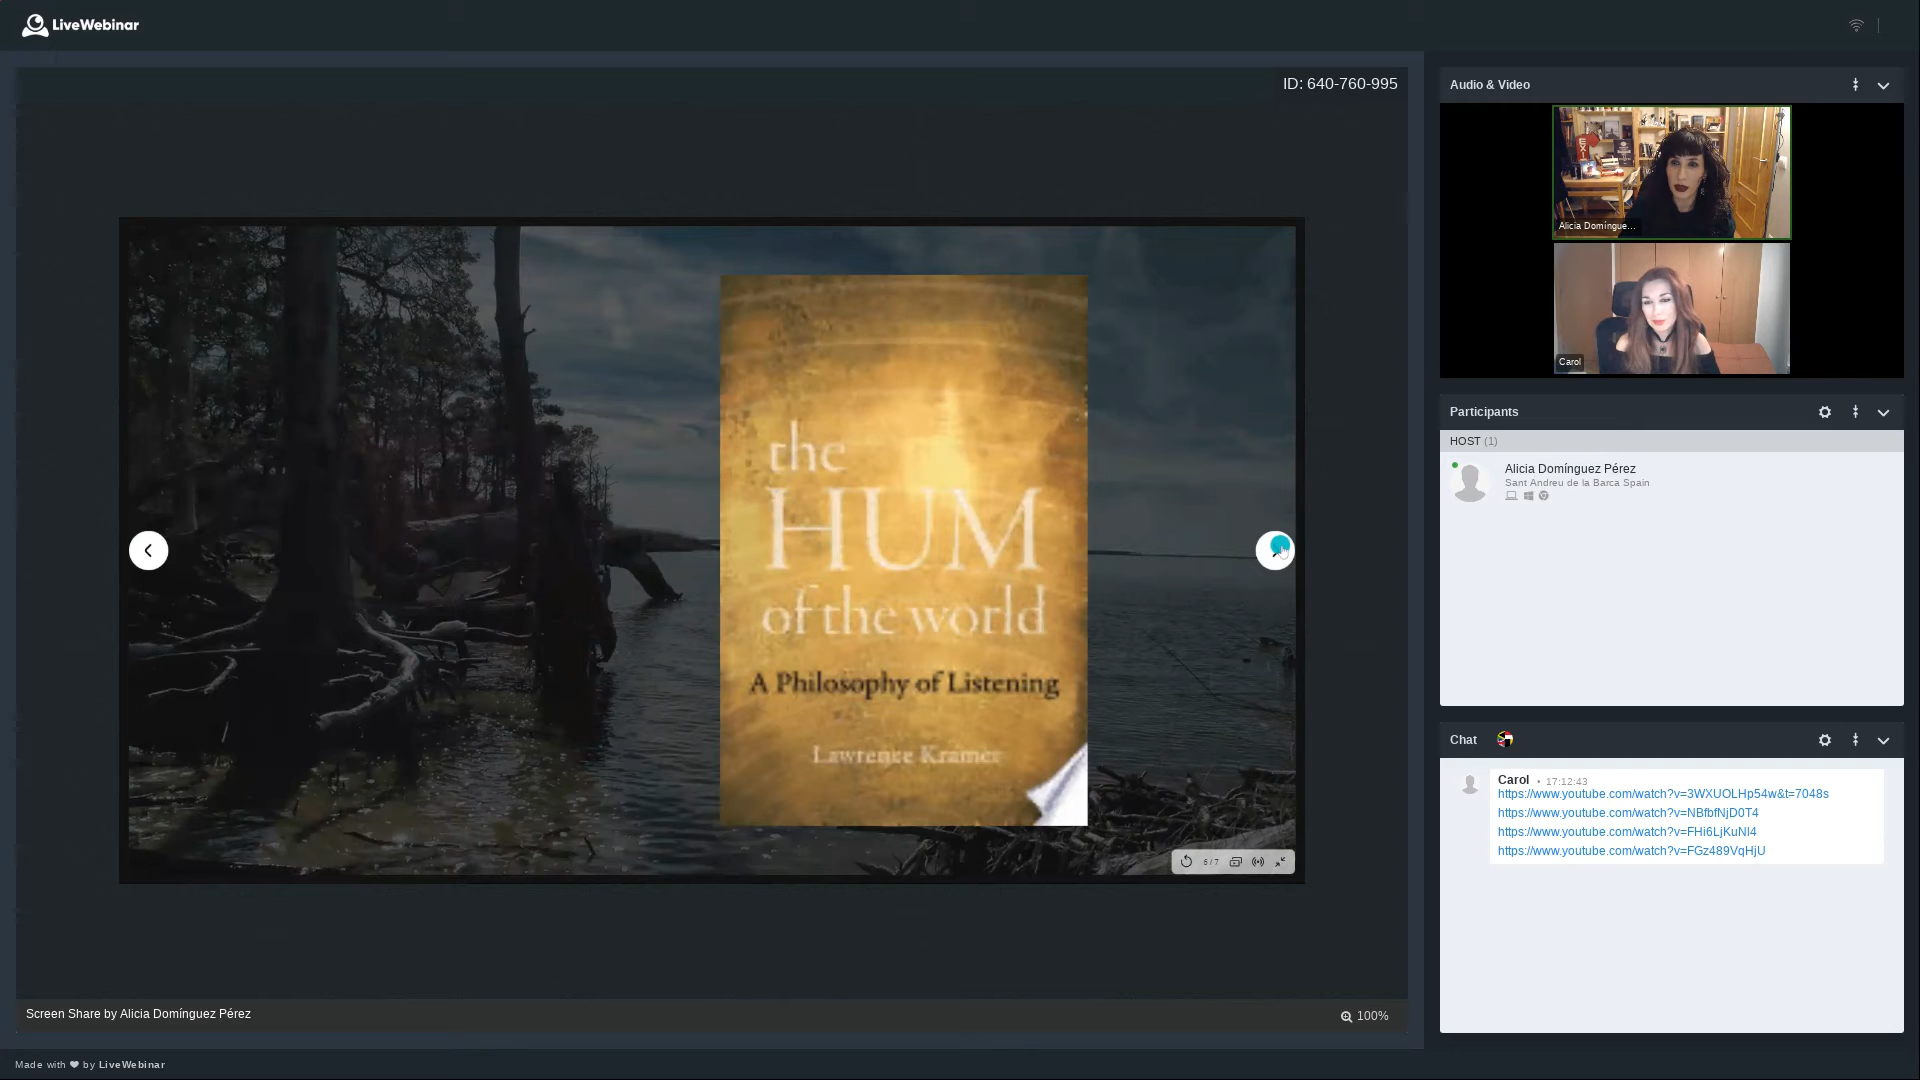 LiveWebinar
ID: 640-760-995
the
HUM
of the world
A Philosophy of Listening
Lawrence Kramer
5 / 7
Screen Share by Alicia Domínguez Pérez
100%
Made with by LiveWebinar
Audio & Video
EXI
Alicia Domíngue...
Carol
Participants
HOST (1)
Alicia Domínguez Pérez
Sant Andreu de la Barca Spain
Chat
Carol • 17:12:43
https://www.youtube.com/watch?v=3WXUOLHp54w&t=7048s
https://www.youtube.com/watch?v=NBfbfNjD0T4
https://www.youtube.com/watch?v=FHi6LjKuNI4
https://www.youtube.com/watch?v=FGz489VqHjU